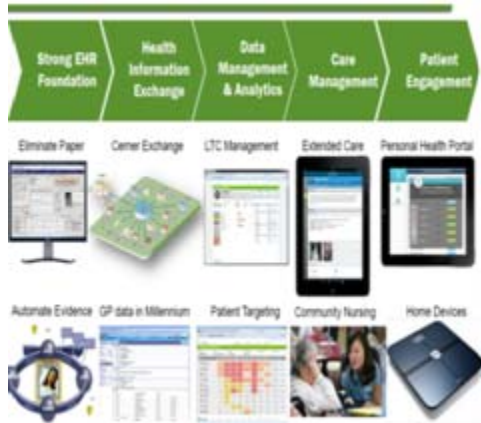 Strong EHR
Foundation
Health
Information
Exchange
Data
Management
& Analytics
Care
Management
Patient
Engagement
Eliminate Paper
Cerner Exchange
LTC Management
Extended Care
Personal Health Portal
Automate Evidence
GP data in Millennium
Patient Targeting
Community Nursing
Home Devices